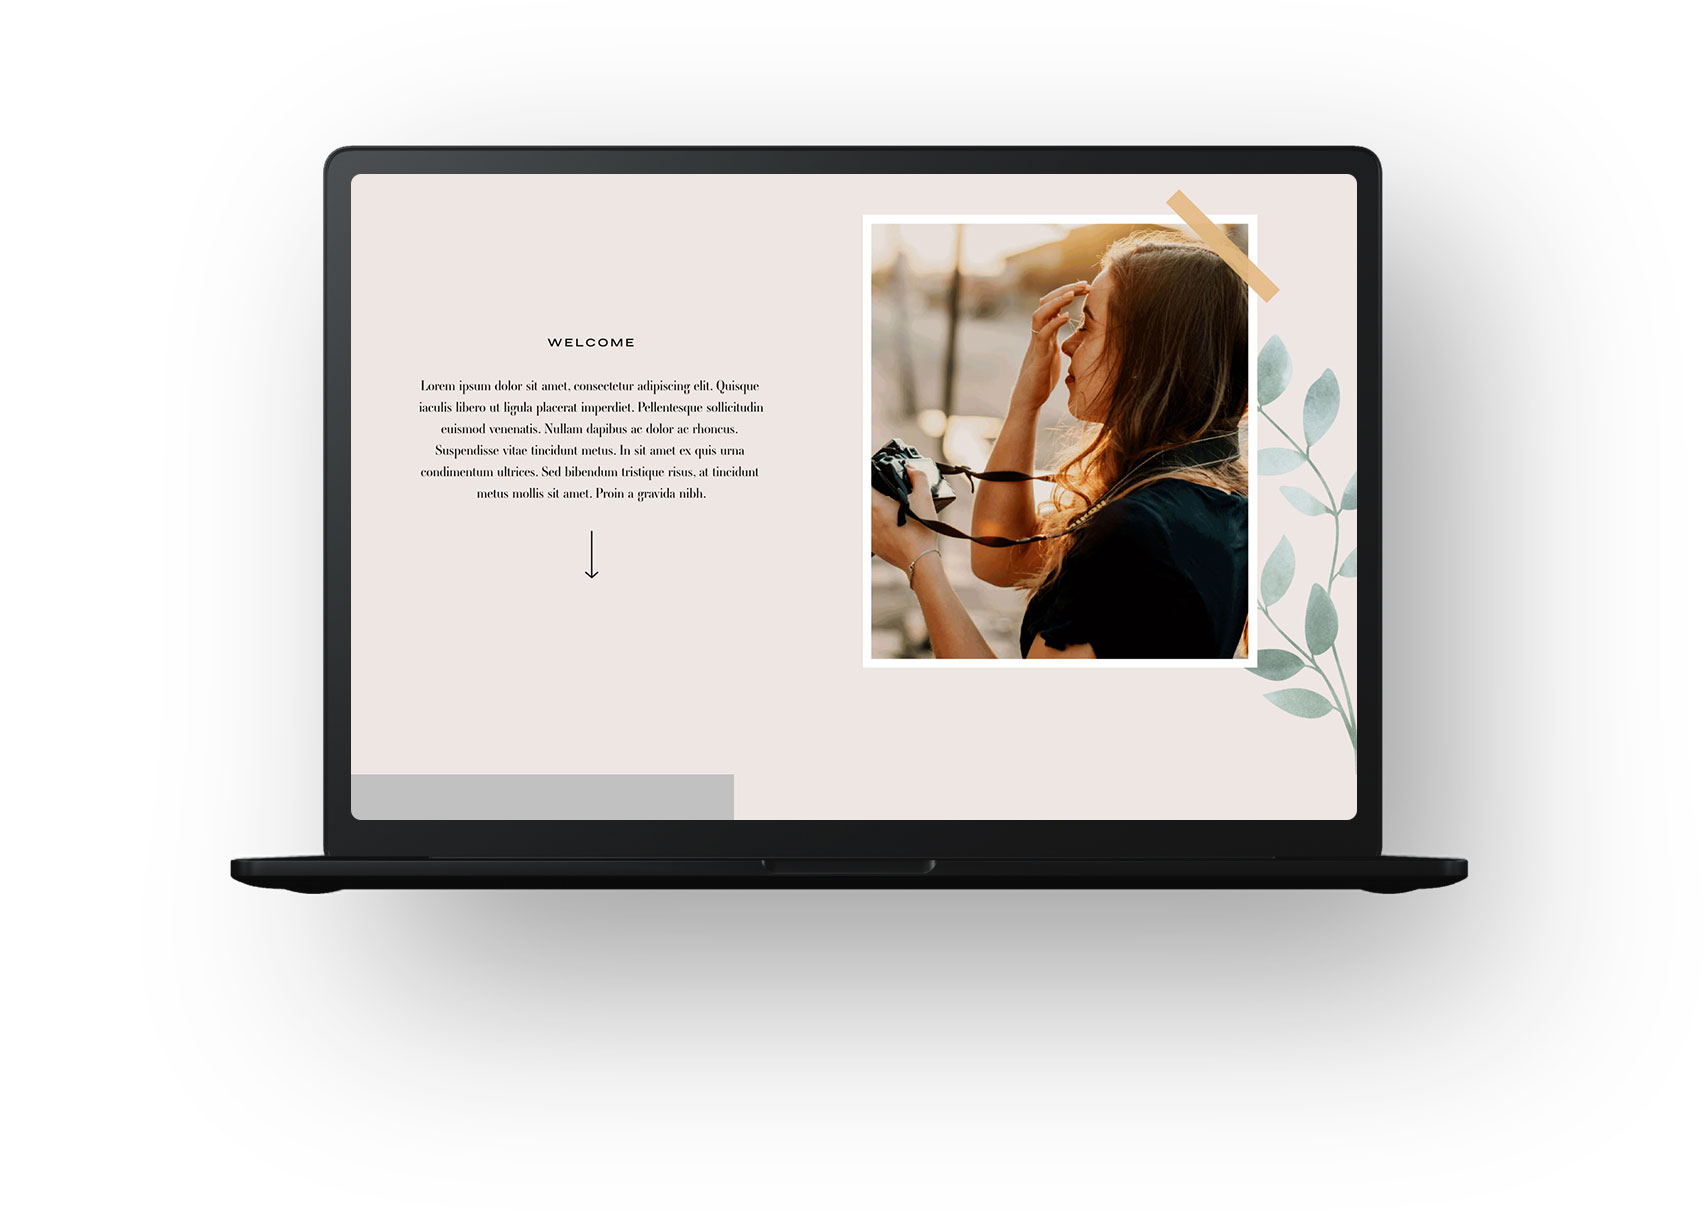 WELCOME
Lorem ipsum dolor sit amet, consectetur adipiscing elit. Quisque
iaculis libero ut ligula placerat imperdiet. Pellentesque sollicitudin
euismod venenatis. Nullam dapibus ac dolor ac rhoncus.
Suspendisse vitae tincidunt metus. In sit amet ex quis urna
condimentum ultrices. Sed bibendum tristique risus, at tincidunt
metus mollis sit amet. Proin a gravida nibh.